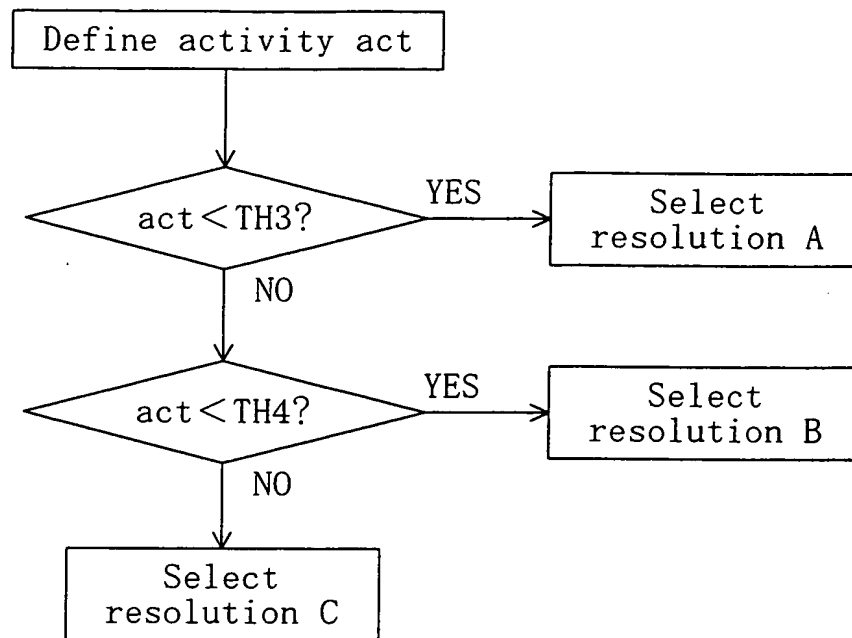 Define activity act
act<TH3?
YES
Select
resolution A
NO
act<TH4?
YES
Select
resolution B
NO
Select
resolution C